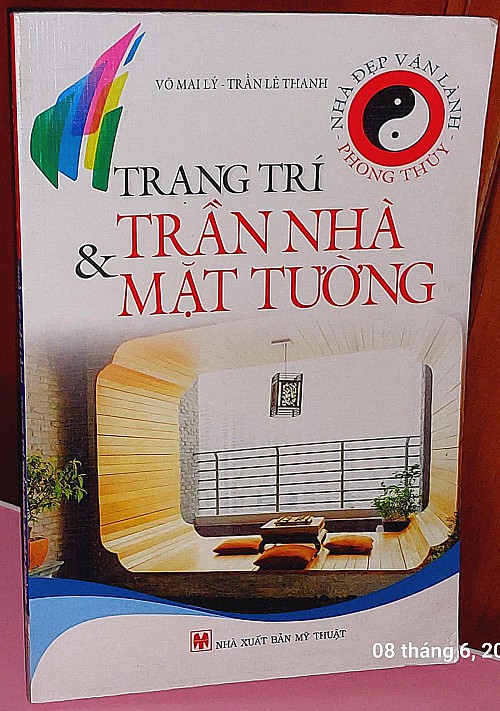 VÕ MAI LÝ - TRẦN LÊ THANH
- NHÀ ĐẸP VẬN LÀNH -
PHONG THỦY
TRANG TRÍ
TRẦN NHÀ
& MẶT TƯỜNG
NHÀ XUẤT BẢN MỸ THUẬT
08 tháng 6, 20